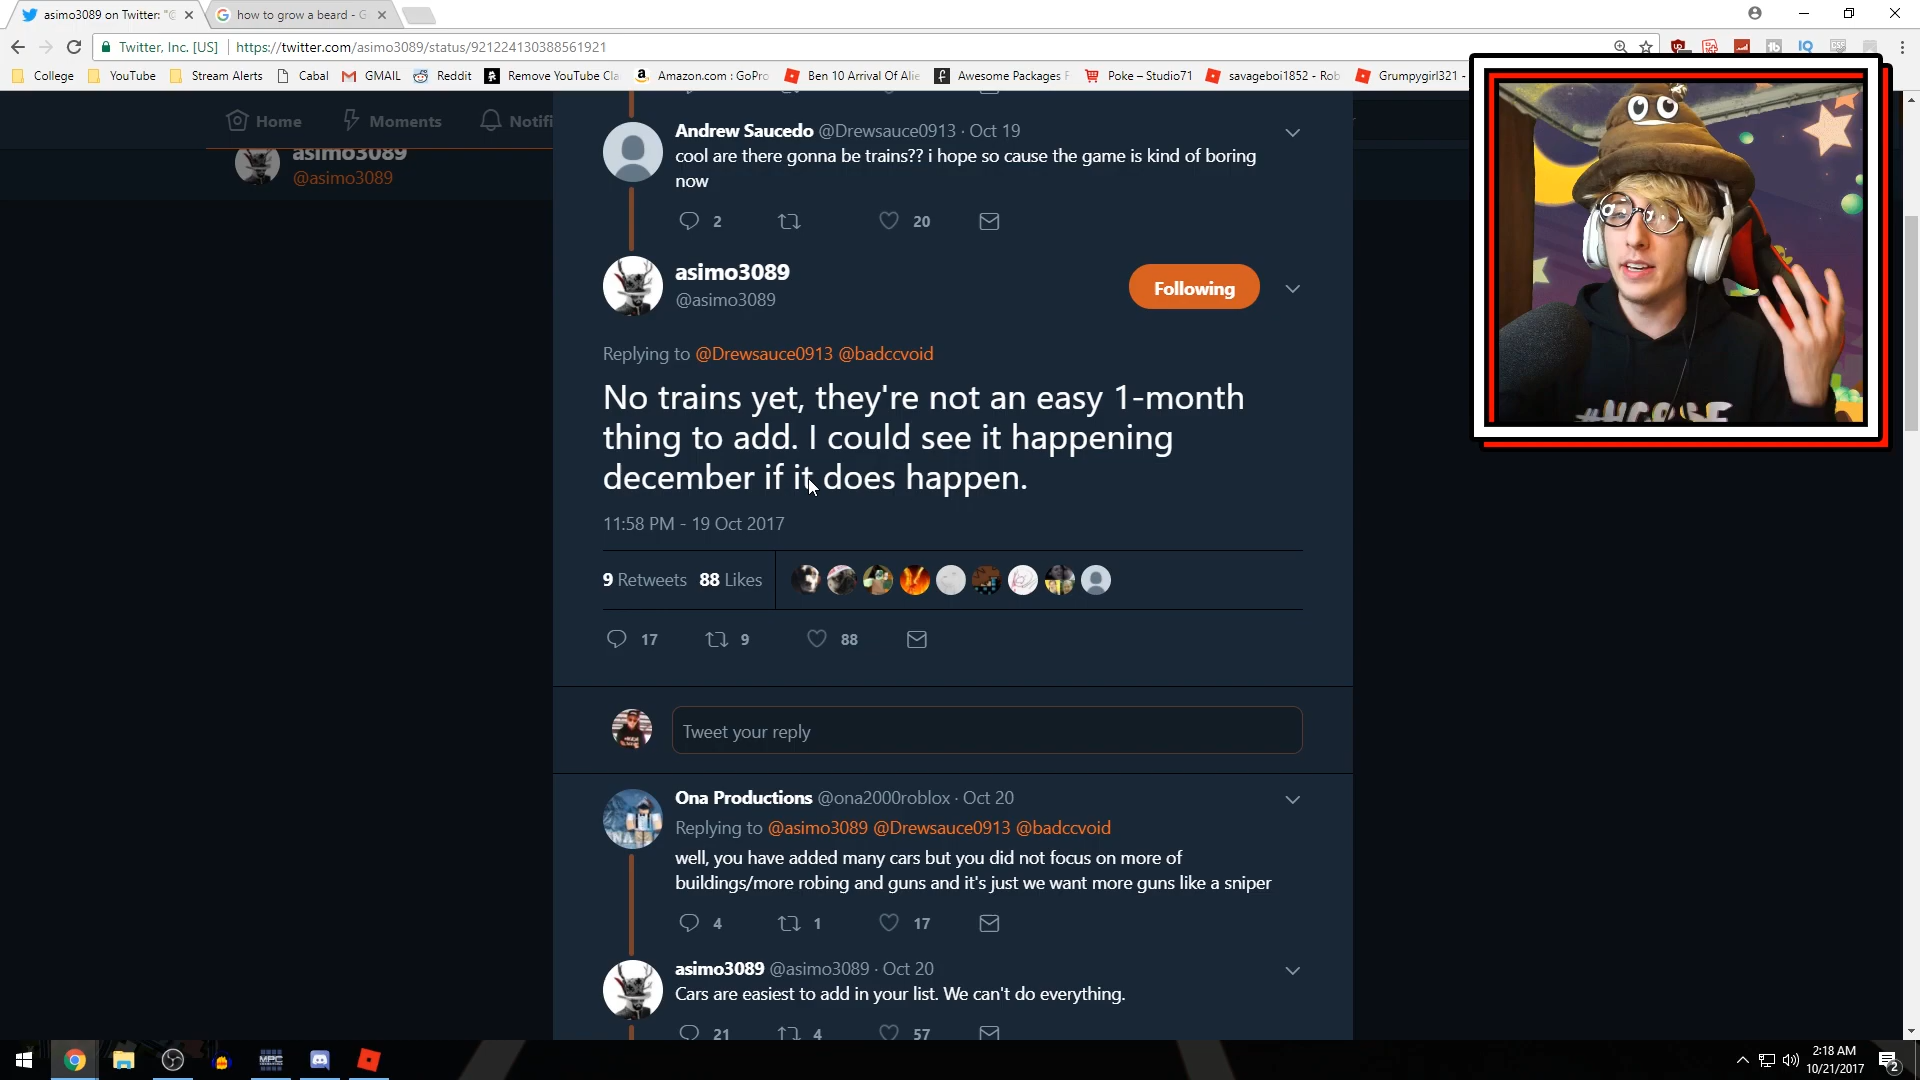 asimo3089 on Twitter: "@
how to grow a beard - G
Twitter, Inc. [US]
https://twitter.com/asimo3089/status/921224130388561921
College
YouTube
Stream Alerts
Cabal
GMAIL
Reddit
Remove YouTube Cla
Amazon.com : GoPro
Ben 10 Arrival Of Alie
Awesome Packages F
Poke – Studio71
savageboi1852 - Rob
Grumpygirl321 -
Home
Moments
Notifi
asimo3089
@asimo3089
Andrew Saucedo @Drewsauce0913 · Oct 19
cool are there gonna be trains?? i hope so cause the game is kind of boring
now
2
20
asimo3089
@asimo3089
Following
Replying to @Drewsauce0913 @badccvoid
No trains yet, they're not an easy 1-month
thing to add. I could see it happening
december if it does happen.
11:58 PM - 19 Oct 2017
9 Retweets 88 Likes
17
9
88
Tweet your reply
Ona Productions @ona2000roblox · Oct 20
Replying to @asimo3089 @Drewsauce0913 @badccvoid
well, you have added many cars but you did not focus on more of
buildings/more robing and guns and it's just we want more guns like a sniper
4
1
17
asimo3089 @asimo3089 · Oct 20
Cars are easiest to add in your list. We can't do everything.
21
4
57
MPC
2:18 AM
10/21/2017
2